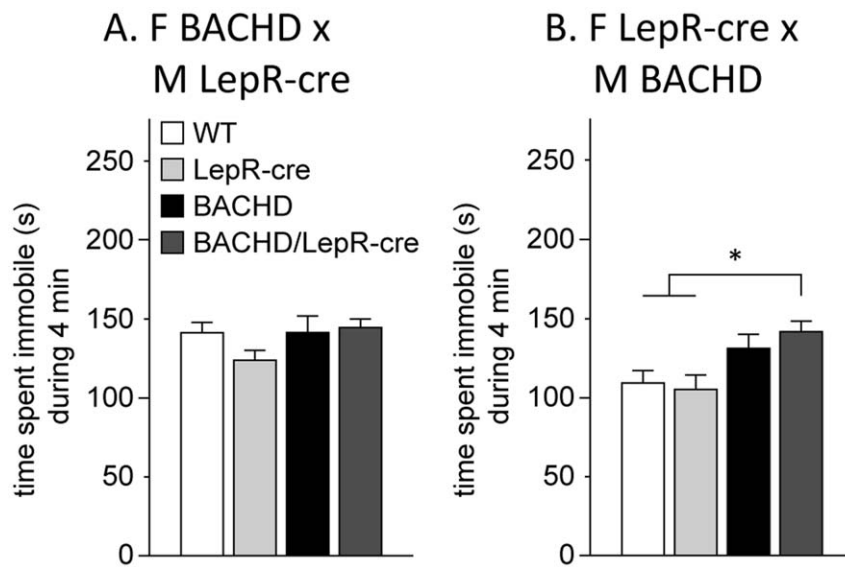 A. F BACHD x
M LepR-cre
time spent immobile (s)
during 4 min
250
200
150
100
50
0
WT
LepR-cre
BACHD
BACHD/LepR-cre
B. F LepR-cre x
M BACHD
time spent immobile (s)
during 4 min
250
200
150
100
50
0
*